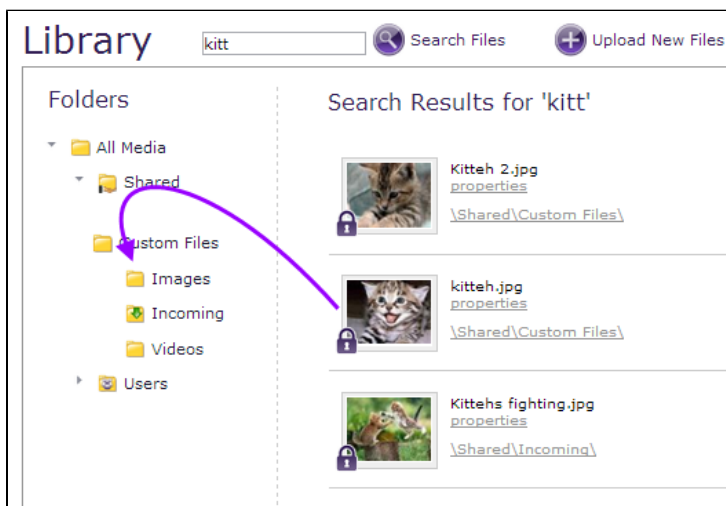 Library
kitt
Search Files
Upload New Files
Folders
All Media
Shared
Custom Files
Images
Incoming
Videos
Users
Search Results for 'kitt'
Kitteh 2.jpg
properties
\Shared\Custom Files\
kitteh.jpg
properties
\Shared\Custom Files\
Kittehs fighting.jpg
properties
\Shared\Incoming\